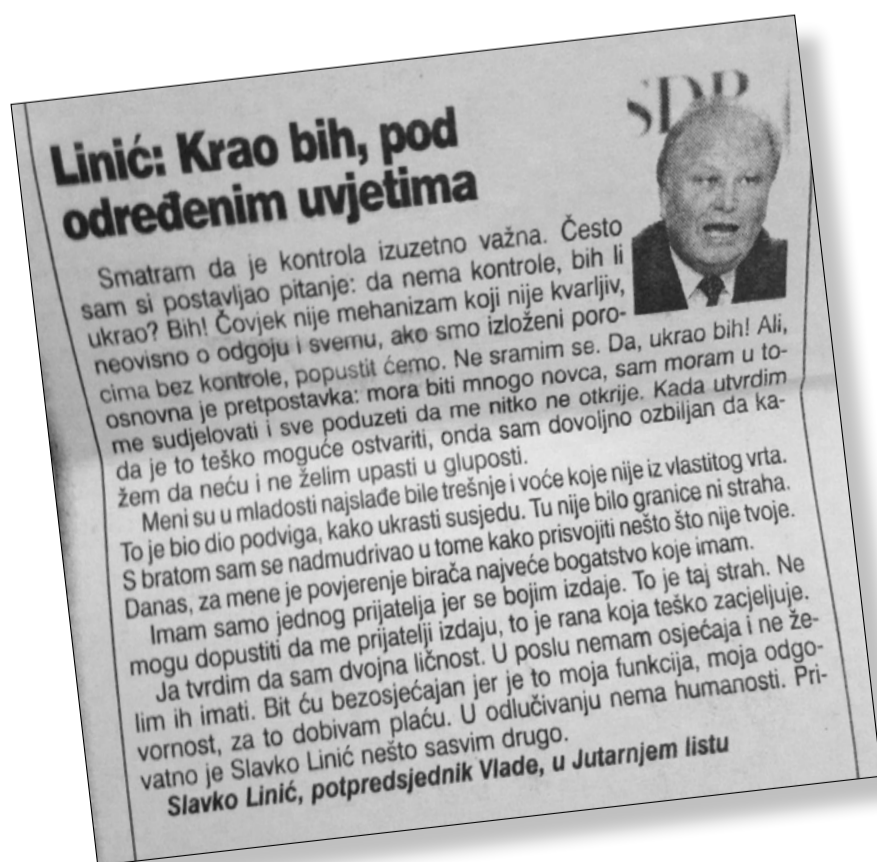 SDP
Linić: Krao bih, pod
određenim uvjetima
Smatram da je kontrola izuzetno važna. Često
sam si postavljao pitanje: da nema kontrole, bih li
ukrao? Bih! Čovjek nije mehanizam koji nije kvarljiv,
neovisno o odgoju i svemu, ako smo izloženi poro-
cima bez kontrole, popustit ćemo. Ne sramim se. Da, ukrao bih! Ali,
osnovna je pretpostavka: mora biti mnogo novca, sam moram u to-
me sudjelovati i sve poduzeti da me nitko ne otkrije. Kada utvrdim
da je to teško moguće ostvariti, onda sam dovoljno ozbiljan da ka-
žem da neću i ne želim upasti u gluposti.
Meni su u mladosti najslađe bile trešnje i voće koje nije iz vlastitog vrta.
To je bio dio podviga, kako ukrasti susjedu. Tu nije bilo granice ni straha.
S bratom sam se nadmudrivao u tome kako prisvojiti nešto što nije tvoje.
Danas, za mene je povjerenje birača najveće bogatstvo koje imam.
Imam samo jednog prijatelja jer se bojim izdaje. To je taj strah. Ne
mogu dopustiti da me prijatelji izdaju, to je rana koja teško zacjeljuje.
Ja tvrdim da sam dvojna ličnost. U poslu nemam osjećaja i ne že-
lim ih imati. Bit ću bezosjećajan jer je to moja funkcija, moja odgo-
vornost, za to dobivam plaću. U odlučivanju nema humanosti. Pri-
vatno je Slavko Linić nešto sasvim drugo.
Slavko Linić, potpredsjednik Vlade, u Jutarnjem listu